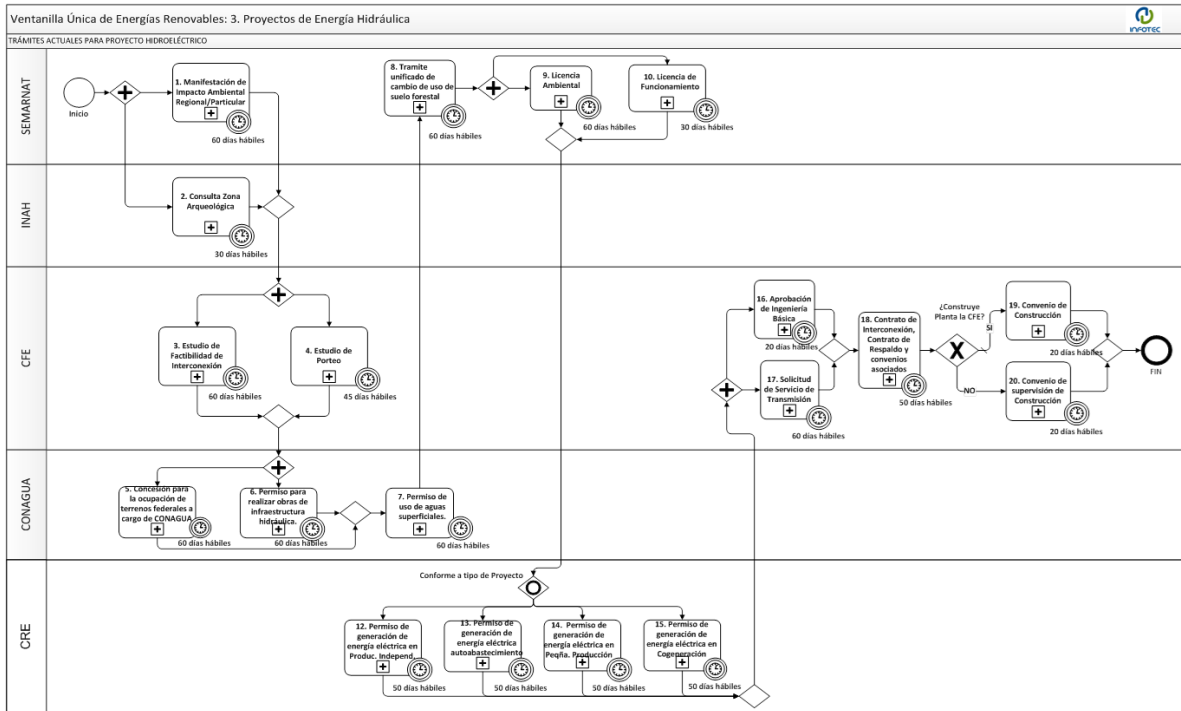 Ventanilla Única de Energías Renovables: 3. Proyectos de Energía Hidráulica
INFOTEC
TRÁMITES ACTUALES PARA PROYECTO HIDROELÉCTRICO
SEMARNAT
Inicio
1. Manifestación de
Impacto Ambiental
Regional/Particular
60 días hábiles
8. Tramite
unificado de
cambio de uso de
suelo forestal
60 días hábiles
9. Licencia
Ambiental
60 días hábiles
10. Licencia de
Funcionamiento
30 días hábiles
INAH
2. Consulta Zona
Arqueológica
30 días hábiles
CFE
3. Estudio de
Factibilidad de
Interconexión
60 días hábiles
4. Estudio de
Porteo
45 días hábiles
16. Aprobación
de Ingeniería
Básica
20 días hábiles
17. Solicitud
de Servicio de
Transmisión
60 días hábiles
18. Contrato de
Interconexión,
Contrato de
Respaldo y
convenios
asociados
50 días hábiles
¿Construye
Planta la CFE?
SI
NO
19. Convenio de
Construcción
20 días hábiles
20. Convenio de
supervisión de
Construcción
20 días hábiles
FIN
CONAGUA
5. Concesión para
la ocupación de
terrenos federales a
cargo de CONAGUA
60 días hábiles
6. Permiso para
realizar obras de
infraestructura
hidráulica.
60 días hábiles
7. Permiso de
uso de aguas
superficiales.
60 días hábiles
CRE
Conforme a tipo de Proyecto
12. Permiso de
generación de
energía eléctrica en
Produc. Independ.
50 días hábiles
13. Permiso de
generación de
energía eléctrica
autoabastecimiento
50 días hábiles
14. Permiso de
generación de
energía eléctrica en
Peqña. Producción
50 días hábiles
15. Permiso de
generación de
energía eléctrica en
Cogeneración
50 días hábiles